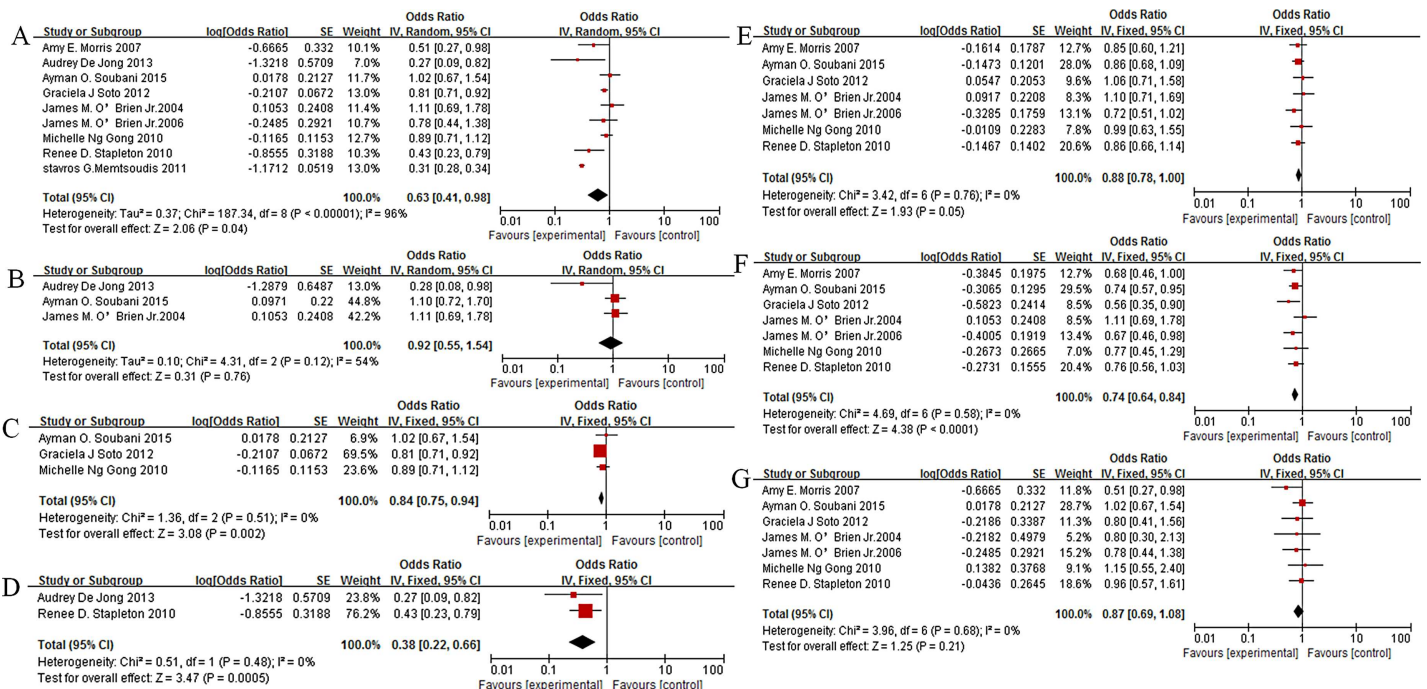 A
Odds Ratio Odds Ratio
Study or Subgroup log[Odds Ratio] SE Weight IV, Random, 95% CI IV, Random, 95% CI
Amy E. Morris 2007 -0.6665 0.332 10.1% 0.51 [0.27, 0.98]
Audrey De Jong 2013 -1.3218 0.5709 7.0% 0.27 [0.09, 0.82]
Ayman O. Soubani 2015 0.0178 0.2127 11.7% 1.02 [0.67, 1.54]
Graciela J Soto 2012 -0.2107 0.0672 13.0% 0.81 [0.71, 0.92]
James M. O’ Brien Jr.2004 0.1053 0.2408 11.4% 1.11 [0.69, 1.78]
James M. O’ Brien Jr.2006 -0.2485 0.2921 10.7% 0.78 [0.44, 1.38]
Michelle Ng Gong 2010 -0.1165 0.1153 12.7% 0.89 [0.71, 1.12]
Renee D. Stapleton 2010 -0.8555 0.3188 10.3% 0.43 [0.23, 0.79]
stavros G.Memtsoudis 2011 -1.1712 0.0519 13.0% 0.31 [0.28, 0.34]
Total (95% CI) 100.0% 0.63 [0.41, 0.98]
Heterogeneity: Tau² = 0.37; Chi² = 187.34, df = 8 (P < 0.00001); I² = 96%
Test for overall effect: Z = 2.06 (P = 0.04)
0.01 0.1 1 10 100
Favours [experimental] Favours [control]
B
Odds Ratio Odds Ratio
Study or Subgroup log[Odds Ratio] SE Weight IV, Random, 95% CI IV, Random, 95% CI
Audrey De Jong 2013 -1.2879 0.6487 13.0% 0.28 [0.08, 0.98]
Ayman O. Soubani 2015 0.0971 0.22 44.8% 1.10 [0.72, 1.70]
James M. O’ Brien Jr.2004 0.1053 0.2408 42.2% 1.11 [0.69, 1.78]
Total (95% CI) 100.0% 0.92 [0.55, 1.54]
Heterogeneity: Tau² = 0.10; Chi² = 4.31, df = 2 (P = 0.12); I² = 54%
Test for overall effect: Z = 0.31 (P = 0.76)
0.01 0.1 1 10 100
Favours [experimental] Favours [control]
C
Odds Ratio Odds Ratio
Study or Subgroup log[Odds Ratio] SE Weight IV, Fixed, 95% CI IV, Fixed, 95% CI
Ayman O. Soubani 2015 0.0178 0.2127 6.9% 1.02 [0.67, 1.54]
Graciela J Soto 2012 -0.2107 0.0672 69.5% 0.81 [0.71, 0.92]
Michelle Ng Gong 2010 -0.1165 0.1153 23.6% 0.89 [0.71, 1.12]
Total (95% CI) 100.0% 0.84 [0.75, 0.94]
Heterogeneity: Chi² = 1.36, df = 2 (P = 0.51); I² = 0%
Test for overall effect: Z = 3.08 (P = 0.002)
0.01 0.1 1 10 100
Favours [experimental] Favours [control]
D
Odds Ratio Odds Ratio
Study or Subgroup log[Odds Ratio] SE Weight IV, Fixed, 95% CI IV, Fixed, 95% CI
Audrey De Jong 2013 -1.3218 0.5709 23.8% 0.27 [0.09, 0.82]
Renee D. Stapleton 2010 -0.8555 0.3188 76.2% 0.43 [0.23, 0.79]
Total (95% CI) 100.0% 0.38 [0.22, 0.66]
Heterogeneity: Chi² = 0.51, df = 1 (P = 0.48); I² = 0%
Test for overall effect: Z = 3.47 (P = 0.0005)
0.01 0.1 1 10 100
Favours [experimental] Favours [control]
E
Odds Ratio Odds Ratio
Study or Subgroup log[Odds Ratio] SE Weight IV, Fixed, 95% CI IV, Fixed, 95% CI
Amy E. Morris 2007 -0.1614 0.1787 12.7% 0.85 [0.60, 1.21]
Ayman O. Soubani 2015 -0.1473 0.1201 28.0% 0.86 [0.68, 1.09]
Graciela J Soto 2012 0.0547 0.2053 9.6% 1.06 [0.71, 1.58]
James M. O’ Brien Jr.2004 0.0917 0.2208 8.3% 1.10 [0.71, 1.69]
James M. O’ Brien Jr.2006 -0.3285 0.1759 13.1% 0.72 [0.51, 1.02]
Michelle Ng Gong 2010 -0.0109 0.2283 7.8% 0.99 [0.63, 1.55]
Renee D. Stapleton 2010 -0.1467 0.1402 20.6% 0.86 [0.66, 1.14]
Total (95% CI) 100.0% 0.88 [0.78, 1.00]
Heterogeneity: Chi² = 3.42, df = 6 (P = 0.76); I² = 0%
Test for overall effect: Z = 1.93 (P = 0.05)
0.01 0.1 1 10 100
Favours [experimental] Favours [control]
F
Odds Ratio Odds Ratio
Study or Subgroup log[Odds Ratio] SE Weight IV, Fixed, 95% CI IV, Fixed, 95% CI
Amy E. Morris 2007 -0.3845 0.1975 12.7% 0.68 [0.46, 1.00]
Ayman O. Soubani 2015 -0.3065 0.1295 29.5% 0.74 [0.57, 0.95]
Graciela J Soto 2012 -0.5823 0.2414 8.5% 0.56 [0.35, 0.90]
James M. O’ Brien Jr.2004 0.1053 0.2408 8.5% 1.11 [0.69, 1.78]
James M. O’ Brien Jr.2006 -0.4005 0.1919 13.4% 0.67 [0.46, 0.98]
Michelle Ng Gong 2010 -0.2673 0.2665 7.0% 0.77 [0.45, 1.29]
Renee D. Stapleton 2010 -0.2731 0.1555 20.4% 0.76 [0.56, 1.03]
Total (95% CI) 100.0% 0.74 [0.64, 0.84]
Heterogeneity: Chi² = 4.69, df = 6 (P = 0.58); I² = 0%
Test for overall effect: Z = 4.38 (P < 0.0001)
0.01 0.1 1 10 100
Favours [experimental] Favours [control]
G
Odds Ratio Odds Ratio
Study or Subgroup log[Odds Ratio] SE Weight IV, Fixed, 95% CI IV, Fixed, 95% CI
Amy E. Morris 2007 -0.6665 0.332 11.8% 0.51 [0.27, 0.98]
Ayman O. Soubani 2015 0.0178 0.2127 28.7% 1.02 [0.67, 1.54]
Graciela J Soto 2012 -0.2186 0.3387 11.3% 0.80 [0.41, 1.56]
James M. O’ Brien Jr.2004 -0.2182 0.4979 5.2% 0.80 [0.30, 2.13]
James M. O’ Brien Jr.2006 -0.2485 0.2921 15.2% 0.78 [0.44, 1.38]
Michelle Ng Gong 2010 0.1382 0.3768 9.1% 1.15 [0.55, 2.40]
Renee D. Stapleton 2010 -0.0436 0.2645 18.6% 0.96 [0.57, 1.61]
Total (95% CI) 100.0% 0.87 [0.69, 1.08]
Heterogeneity: Chi² = 3.96, df = 6 (P = 0.68); I² = 0%
Test for overall effect: Z = 1.25 (P = 0.21)
0.01 0.1 1 10 100
Favours [experimental] Favours [control]